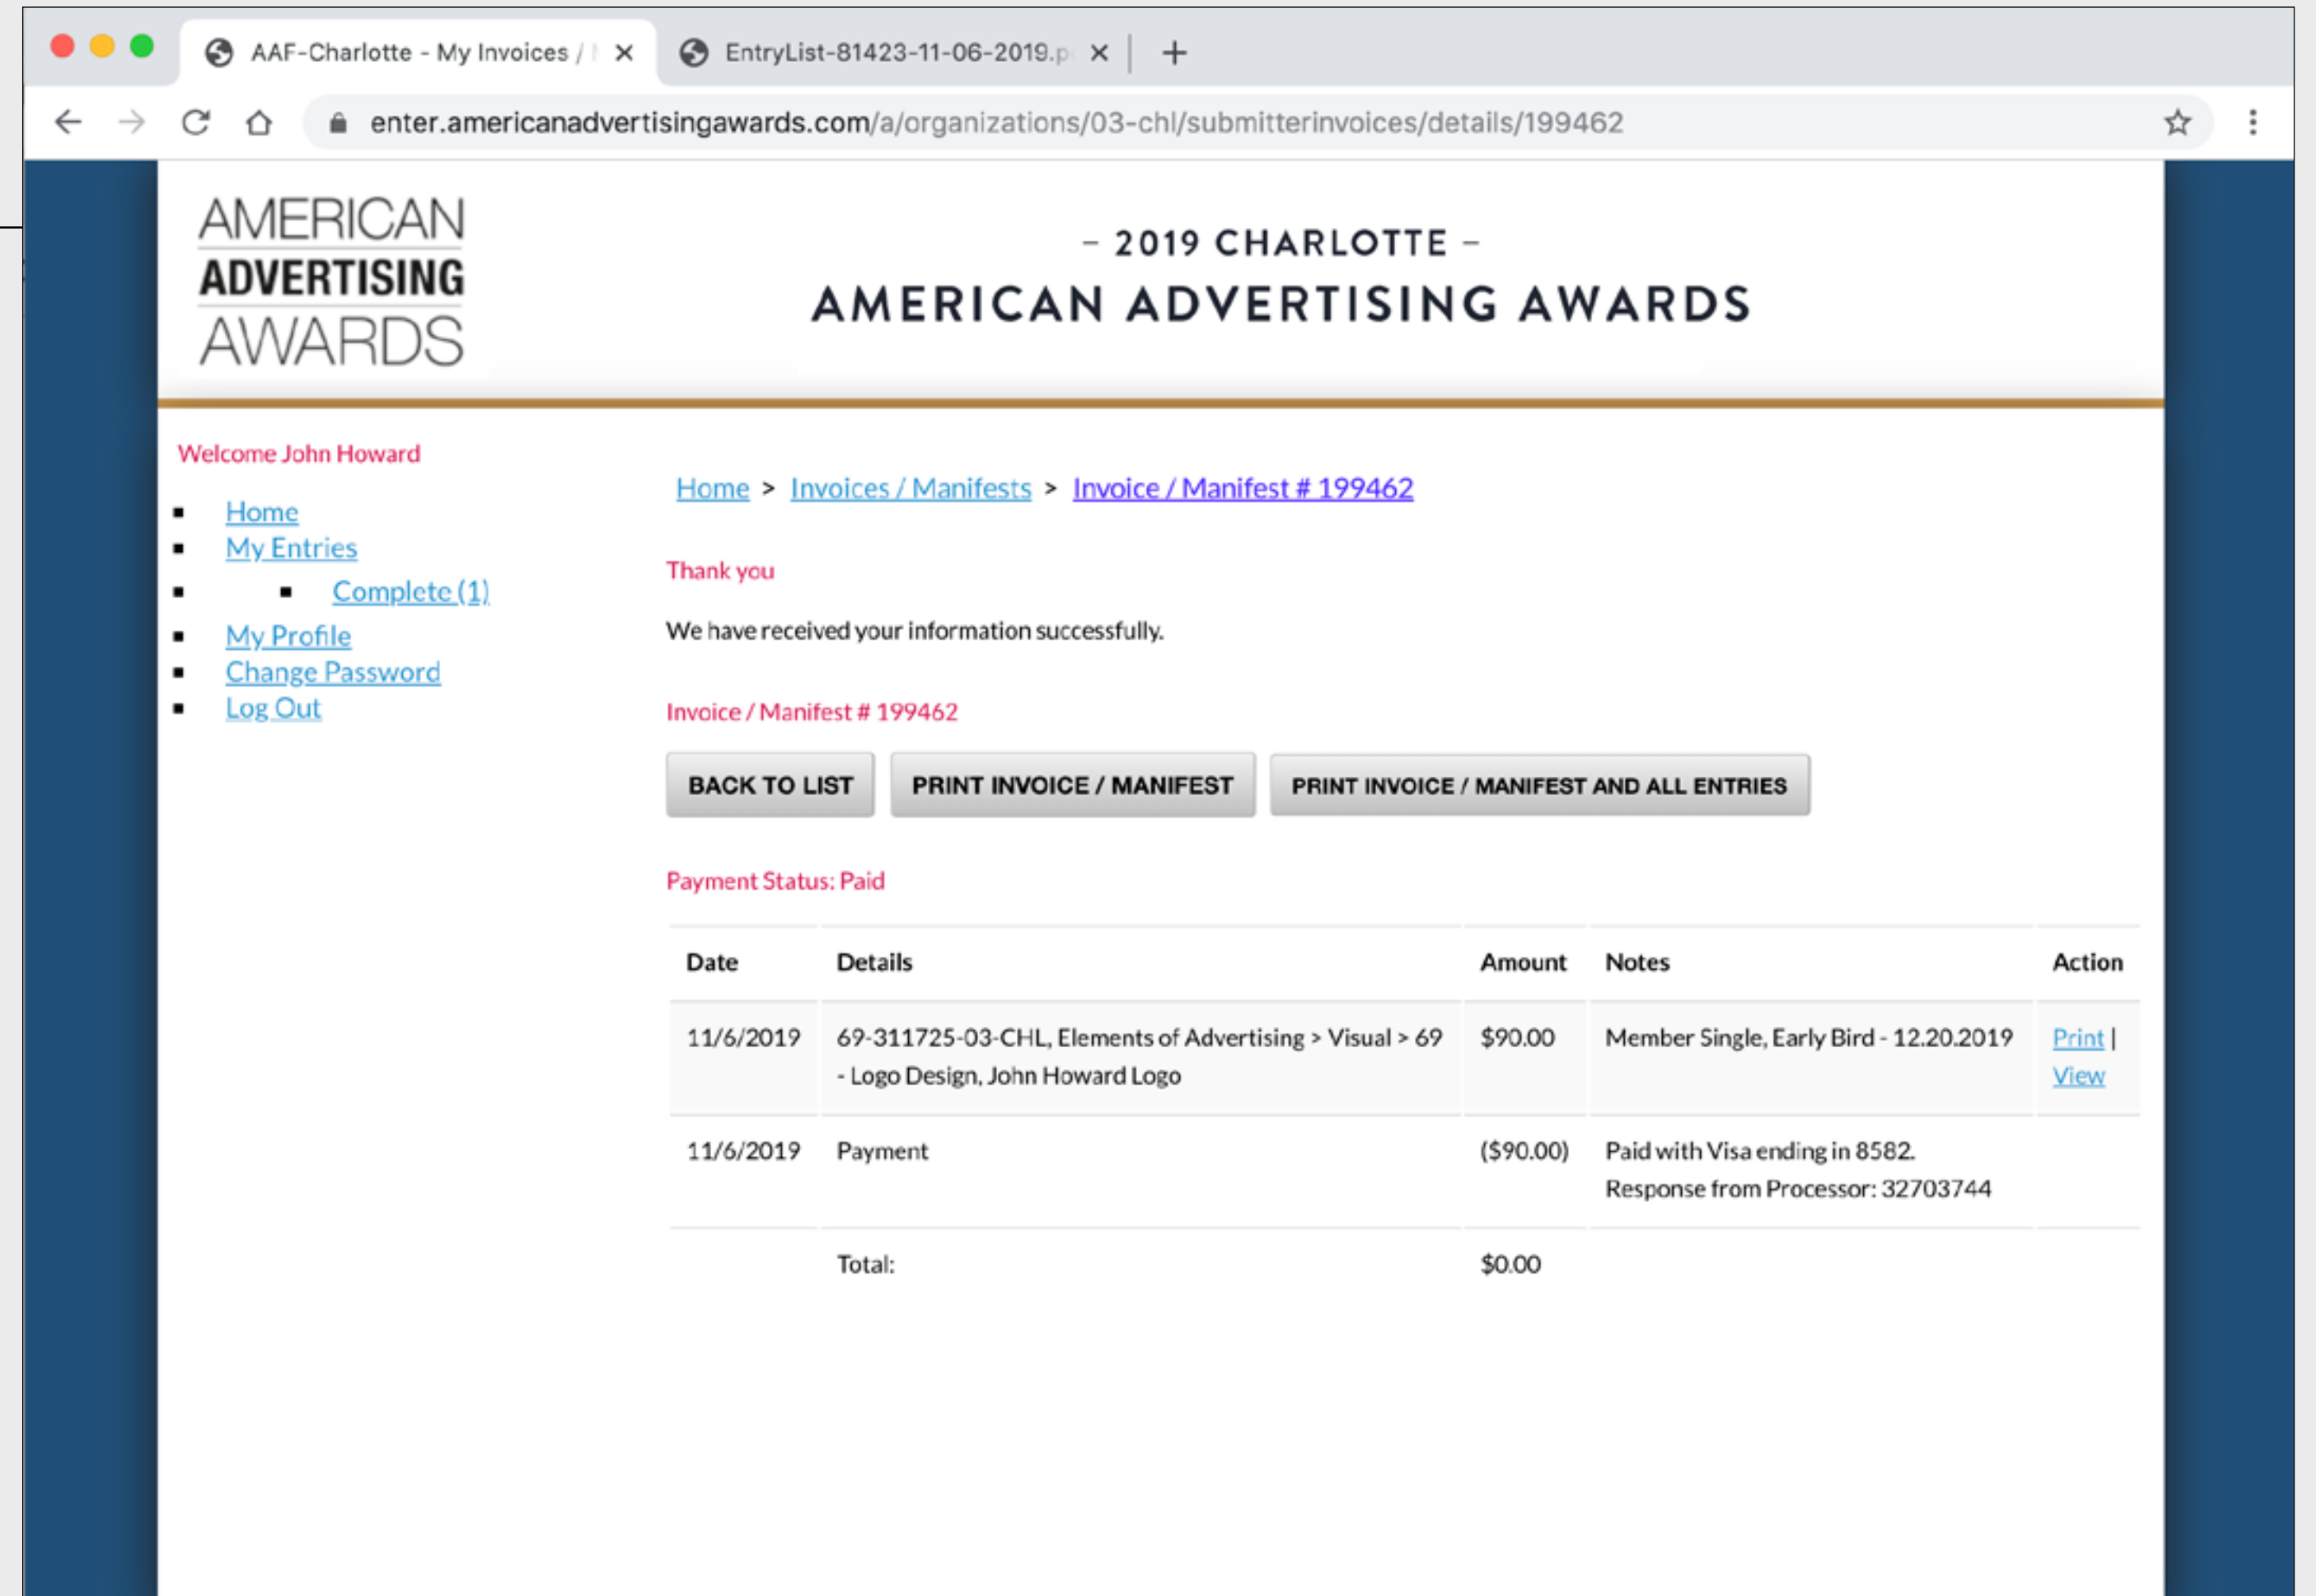 AAF-Charlotte - My Invoices /
EntryList-81423-11-06-2019.p
enter.americanadvertisingawards.com/a/organizations/03-chl/submitterinvoices/details/199462
AMERICAN
ADVERTISING
AWARDS
– 2019 CHARLOTTE –
AMERICAN ADVERTISING AWARDS
Welcome John Howard
Home
My Entries
Complete (1)
My Profile
Change Password
Log Out
Home > Invoices / Manifests > Invoice / Manifest # 199462
Thank you
We have received your information successfully.
Invoice / Manifest # 199462
BACK TO LIST PRINT INVOICE / MANIFEST PRINT INVOICE / MANIFEST AND ALL ENTRIES
Payment Status: Paid
Date Details Amount Notes Action
11/6/2019 69-311725-03-CHL, Elements of Advertising > Visual > 69 $90.00 Member Single, Early Bird - 12.20.2019 Print |
- Logo Design, John Howard Logo View
11/6/2019 Payment ($90.00) Paid with Visa ending in 8582.
Response from Processor: 32703744
Total: $0.00